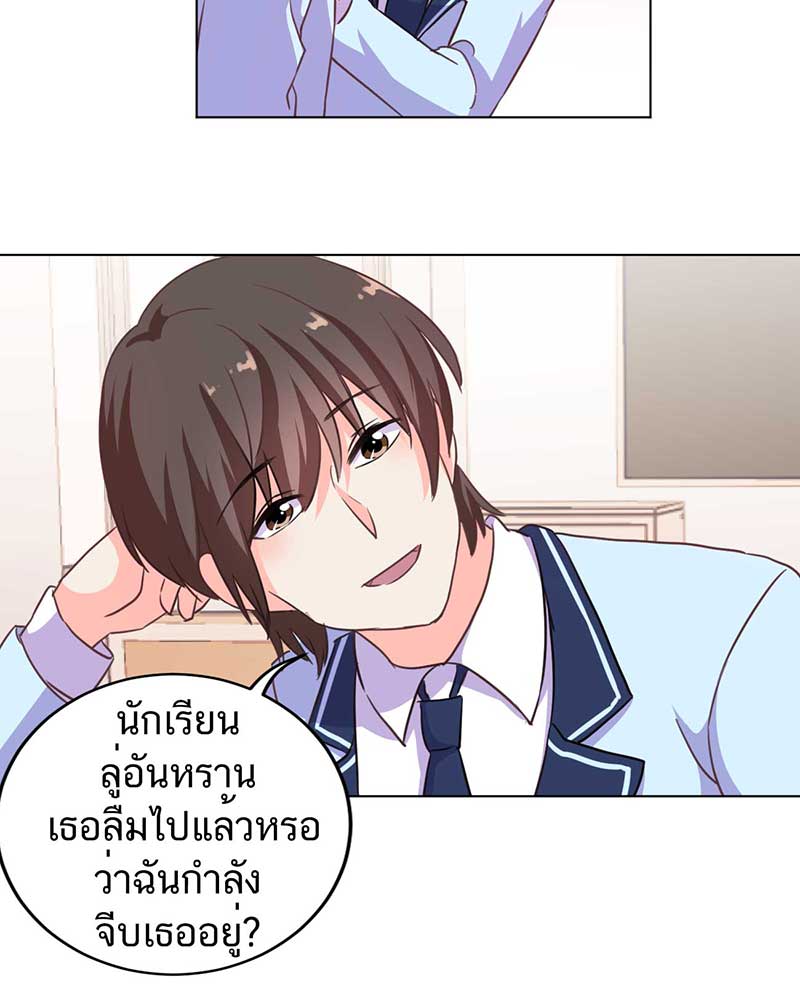 นักเรียน
ลู่อันหราน
เธอลืมไปแล้วหรอ
ว่าฉันกำลัง
จีบเธออยู่?